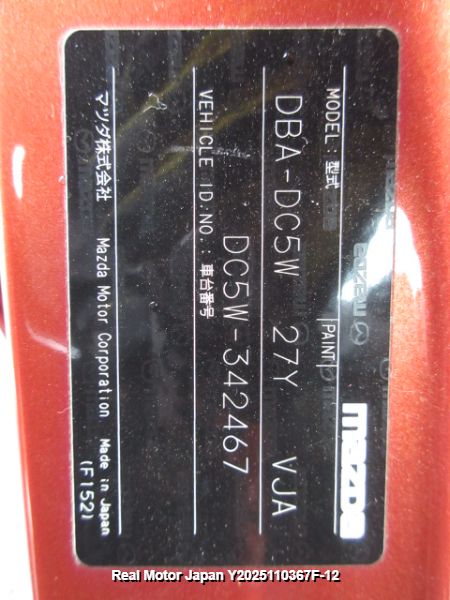 mazda
MODEL : 型式 PAINT
DBA-DC5W 27Y VJA
VEHICLE ID.NO. : 車台番号
DC5W-342467
マツダ株式会社 Mazda Motor Corporation Made in Japan
(F152)
Real Motor Japan Y2025110367F-12